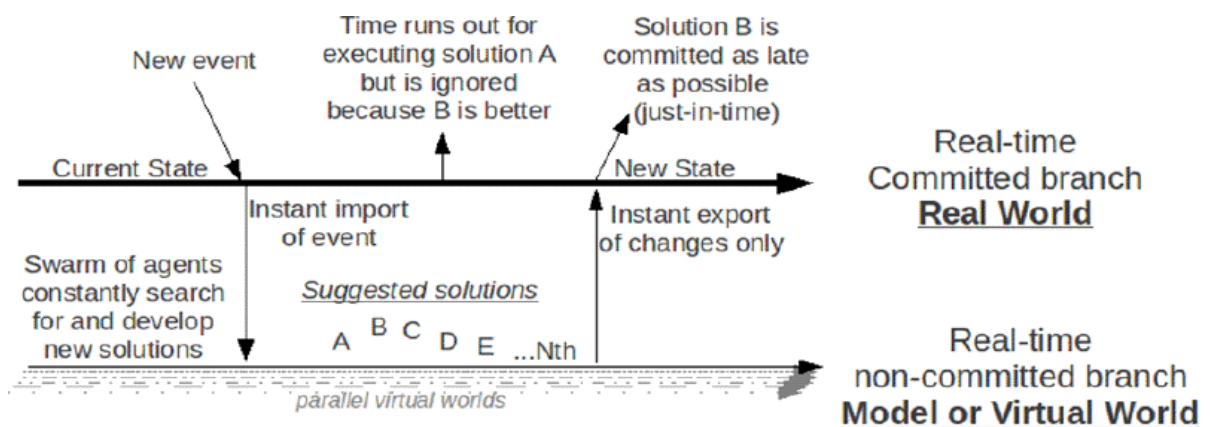 New event
Time runs out for
executing solution A
but is ignored
because B is better
Solution B is
committed as late
as possible
(just-in-time)
Current State
New State
Real-time
Committed branch
Real World
Instant import
of event
Instant export
of changes only
Swarm of agents
constantly search
for and develop
new solutions
Suggested solutions
A B C D E ...Nth
parallel virtual worlds
Real-time
non-committed branch
Model or Virtual World